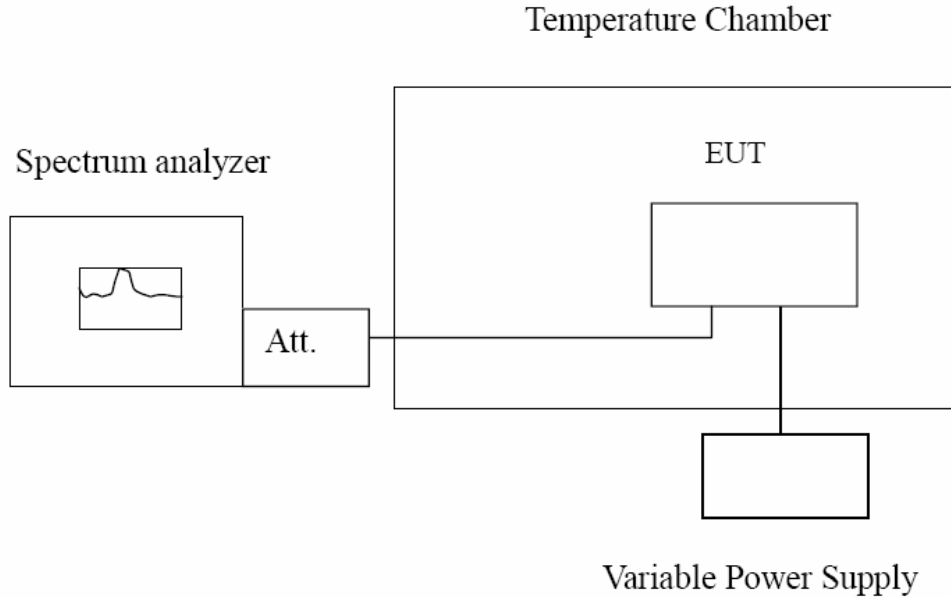 Temperature Chamber
EUT
Spectrum analyzer
Att.
Variable Power Supply